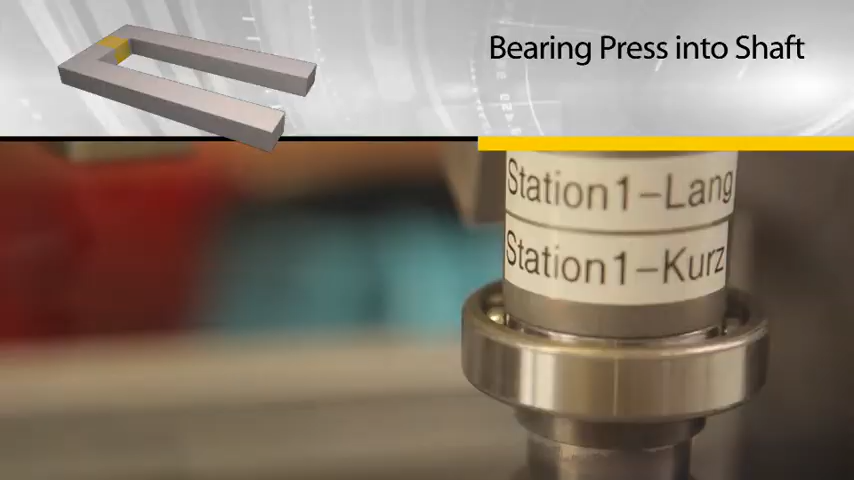 Bearing Press into Shaft
Station1-Lang
Station1-Kurz